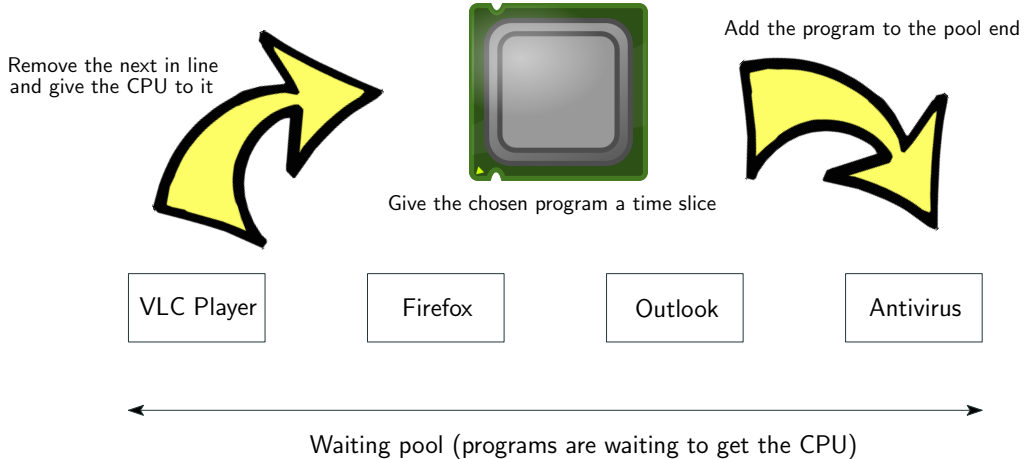 Remove the next in line
and give the CPU to it
Add the program to the pool end
Give the chosen program a time slice
VLC Player
Firefox
Outlook
Antivirus
Waiting pool (programs are waiting to get the CPU)